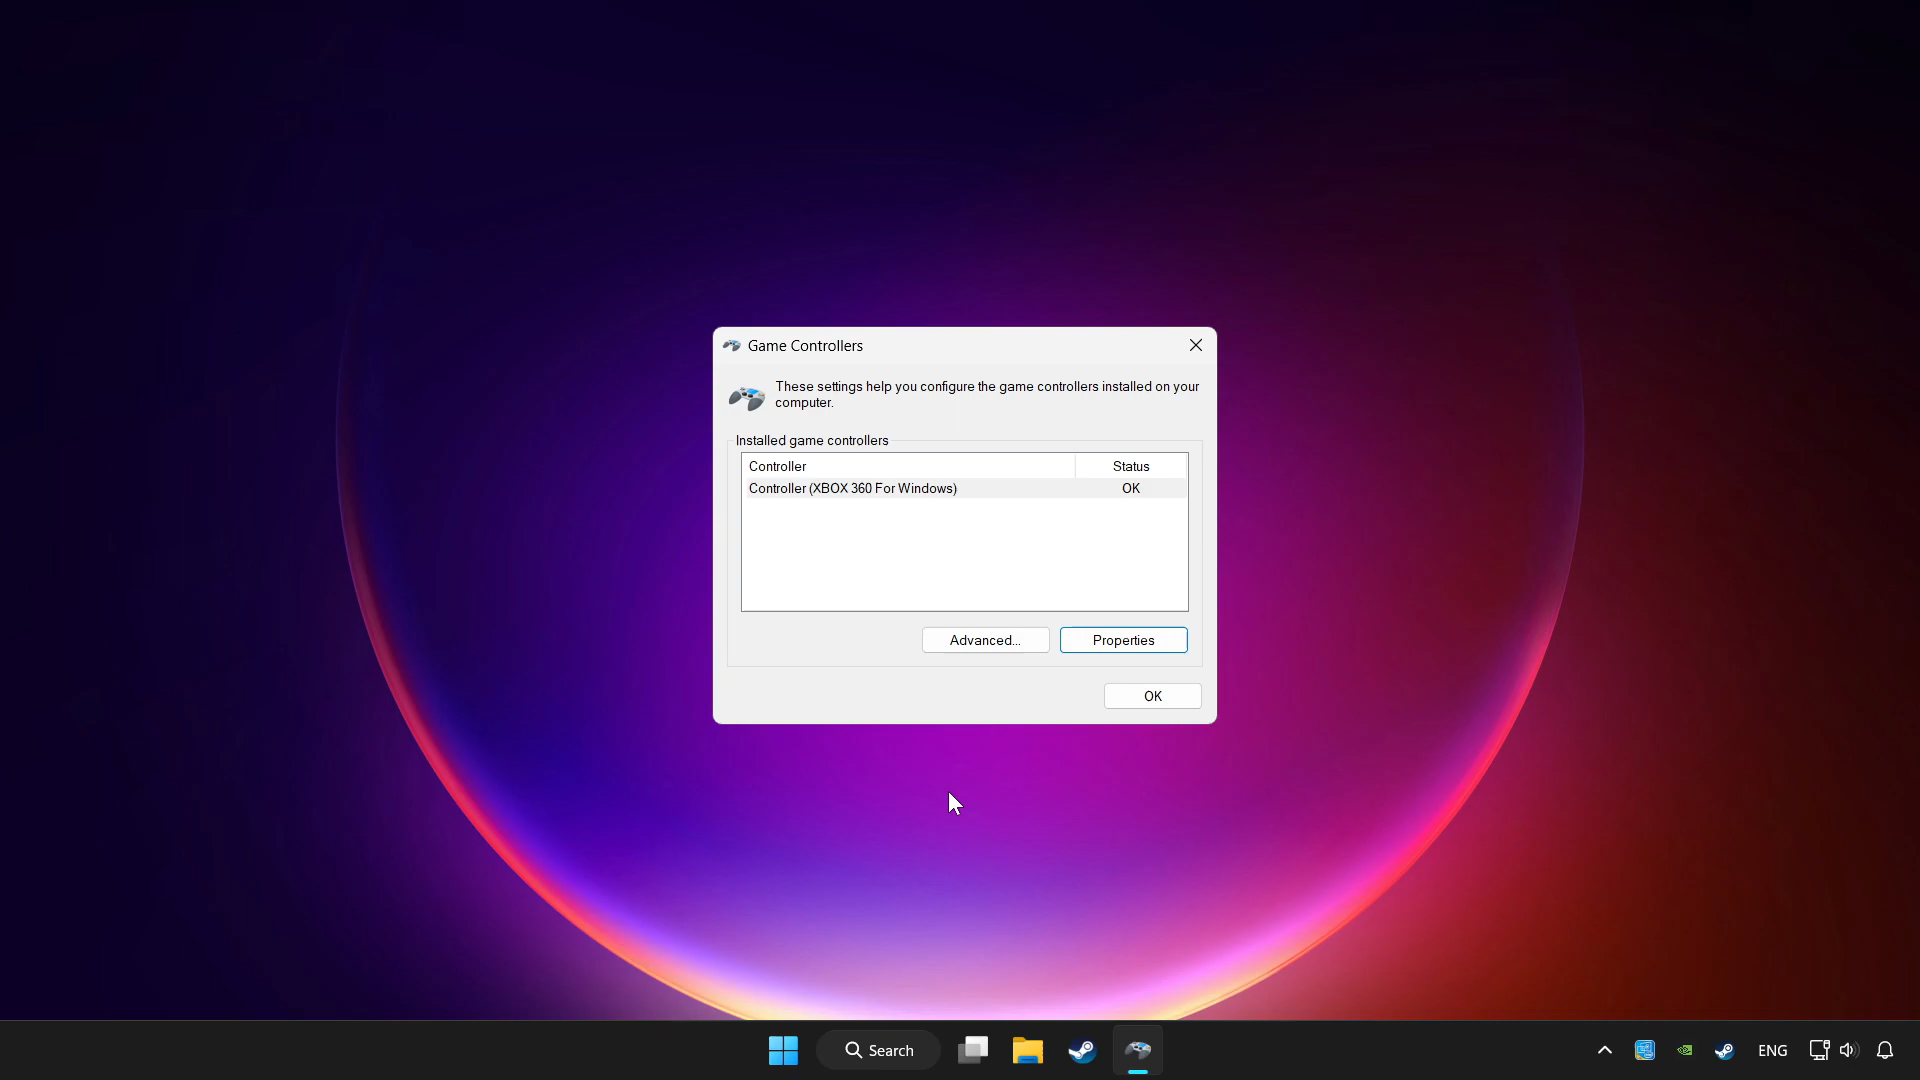 Game Controllers
These settings help you configure the game controllers installed on your
computer.
Installed game controllers
Controller Status
Controller (XBOX 360 For Windows) OK
Advanced... Properties
OK
Search ENG